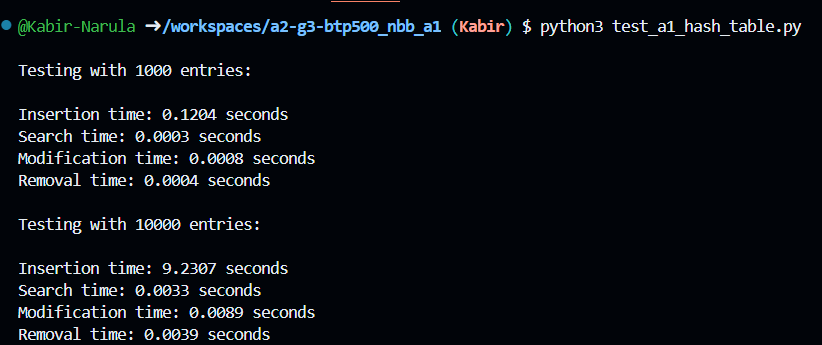 @Kabir-Narula ➜/workspaces/a2-g3-btp500_nbb_a1 (Kabir) $ python3 test_a1_hash_table.py
Testing with 1000 entries:
Insertion time: 0.1204 seconds
Search time: 0.0003 seconds
Modification time: 0.0008 seconds
Removal time: 0.0004 seconds
Testing with 10000 entries:
Insertion time: 9.2307 seconds
Search time: 0.0033 seconds
Modification time: 0.0089 seconds
Removal time: 0.0039 seconds